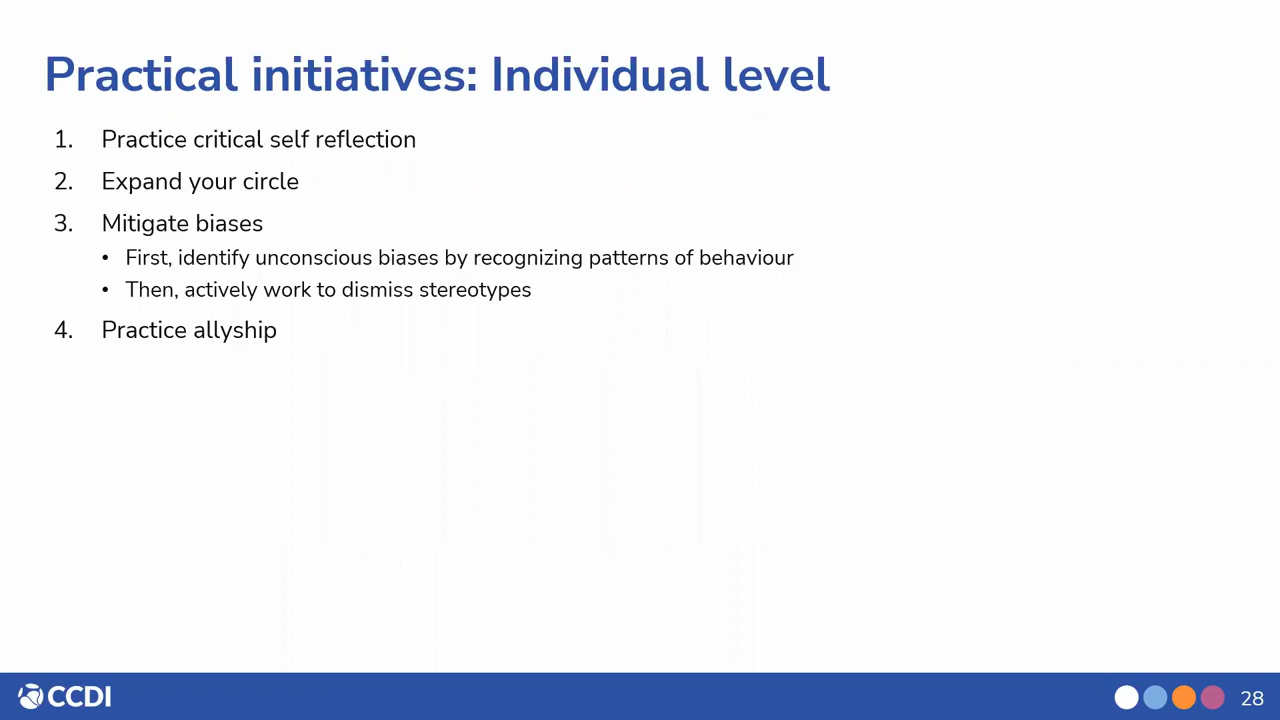 Practical initiatives: Individual level
1. Practice critical self reflection
2. Expand your circle
3. Mitigate biases
• First, identify unconscious biases by recognizing patterns of behaviour
• Then, actively work to dismiss stereotypes
4. Practice allyship
CCDI
28